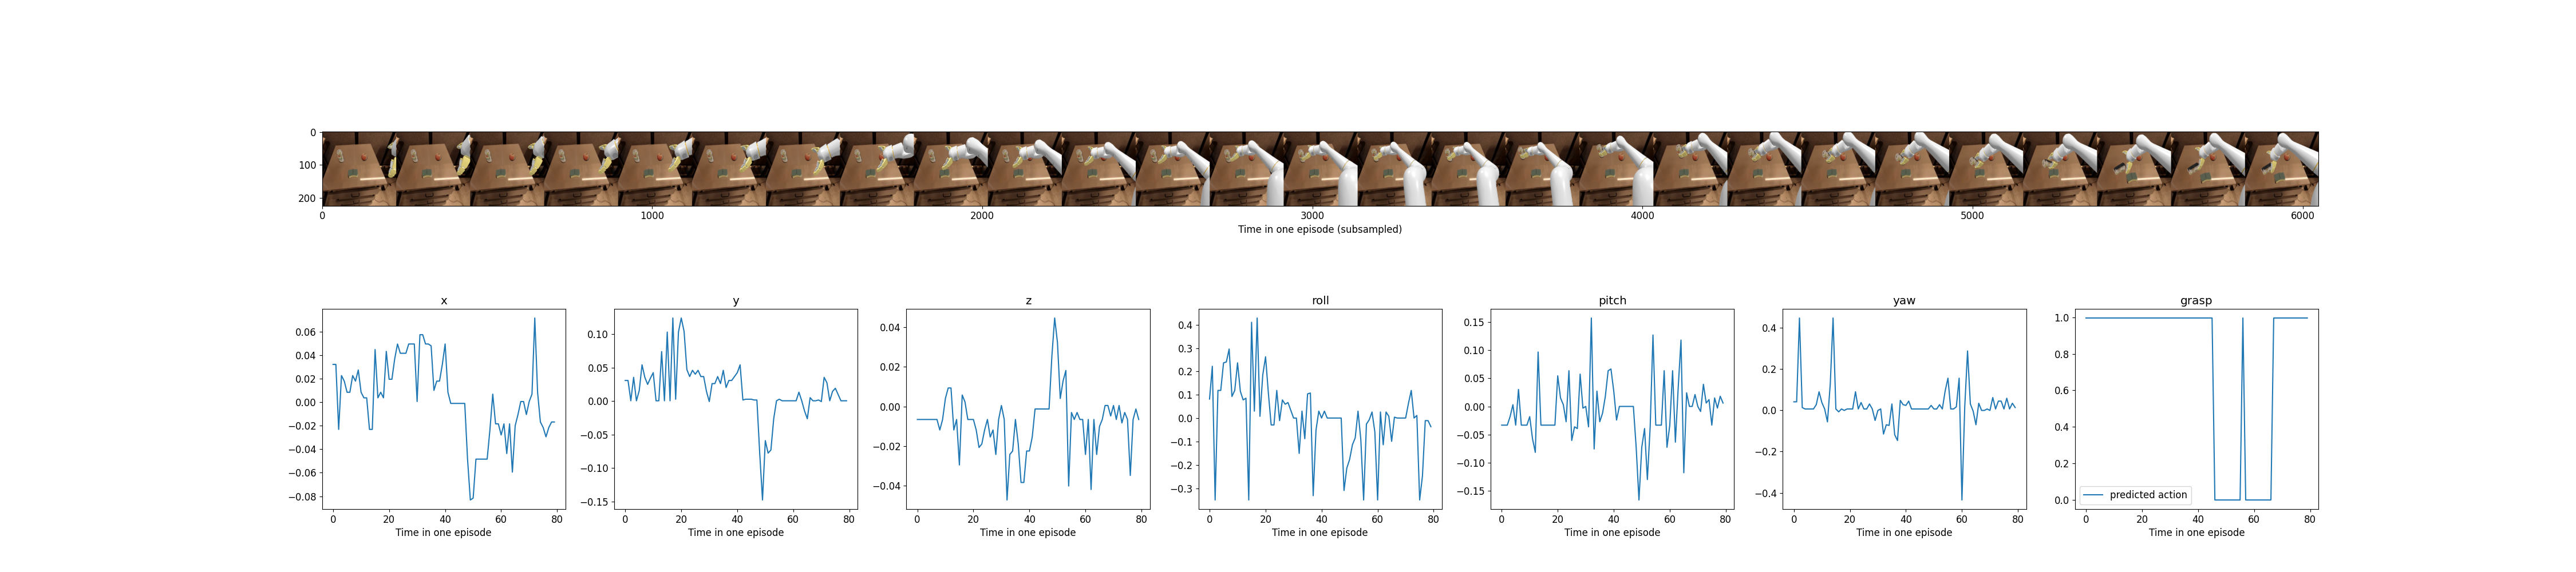 0
100
200
0 1000 2000 3000 4000 5000 6000
Time in one episode (subsampled)
x y z roll pitch yaw grasp
0.06
0.04
0.02
0.00
−0.02
−0.04
−0.06
−0.08
0 20 40 60 80
Time in one episode
0.10
0.05
0.00
−0.05
−0.10
−0.15
0 20 40 60 80
Time in one episode
0.04
0.02
0.00
−0.02
−0.04
0 20 40 60 80
Time in one episode
0.4
0.3
0.2
0.1
0.0
−0.1
−0.2
−0.3
0 20 40 60 80
Time in one episode
0.15
0.10
0.05
0.00
−0.05
−0.10
−0.15
0 20 40 60 80
Time in one episode
0.4
0.2
0.0
−0.2
−0.4
0 20 40 60 80
Time in one episode
1.0
0.8
0.6
0.4
0.2
0.0
predicted action
0 20 40 60 80
Time in one episode